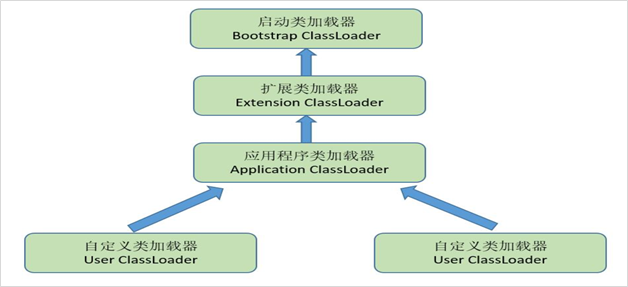 启动类加载器
Bootstrap ClassLoader
扩展类加载器
Extension ClassLoader
应用程序类加载器
Application ClassLoader
自定义类加载器
User ClassLoader
自定义类加载器
User ClassLoader